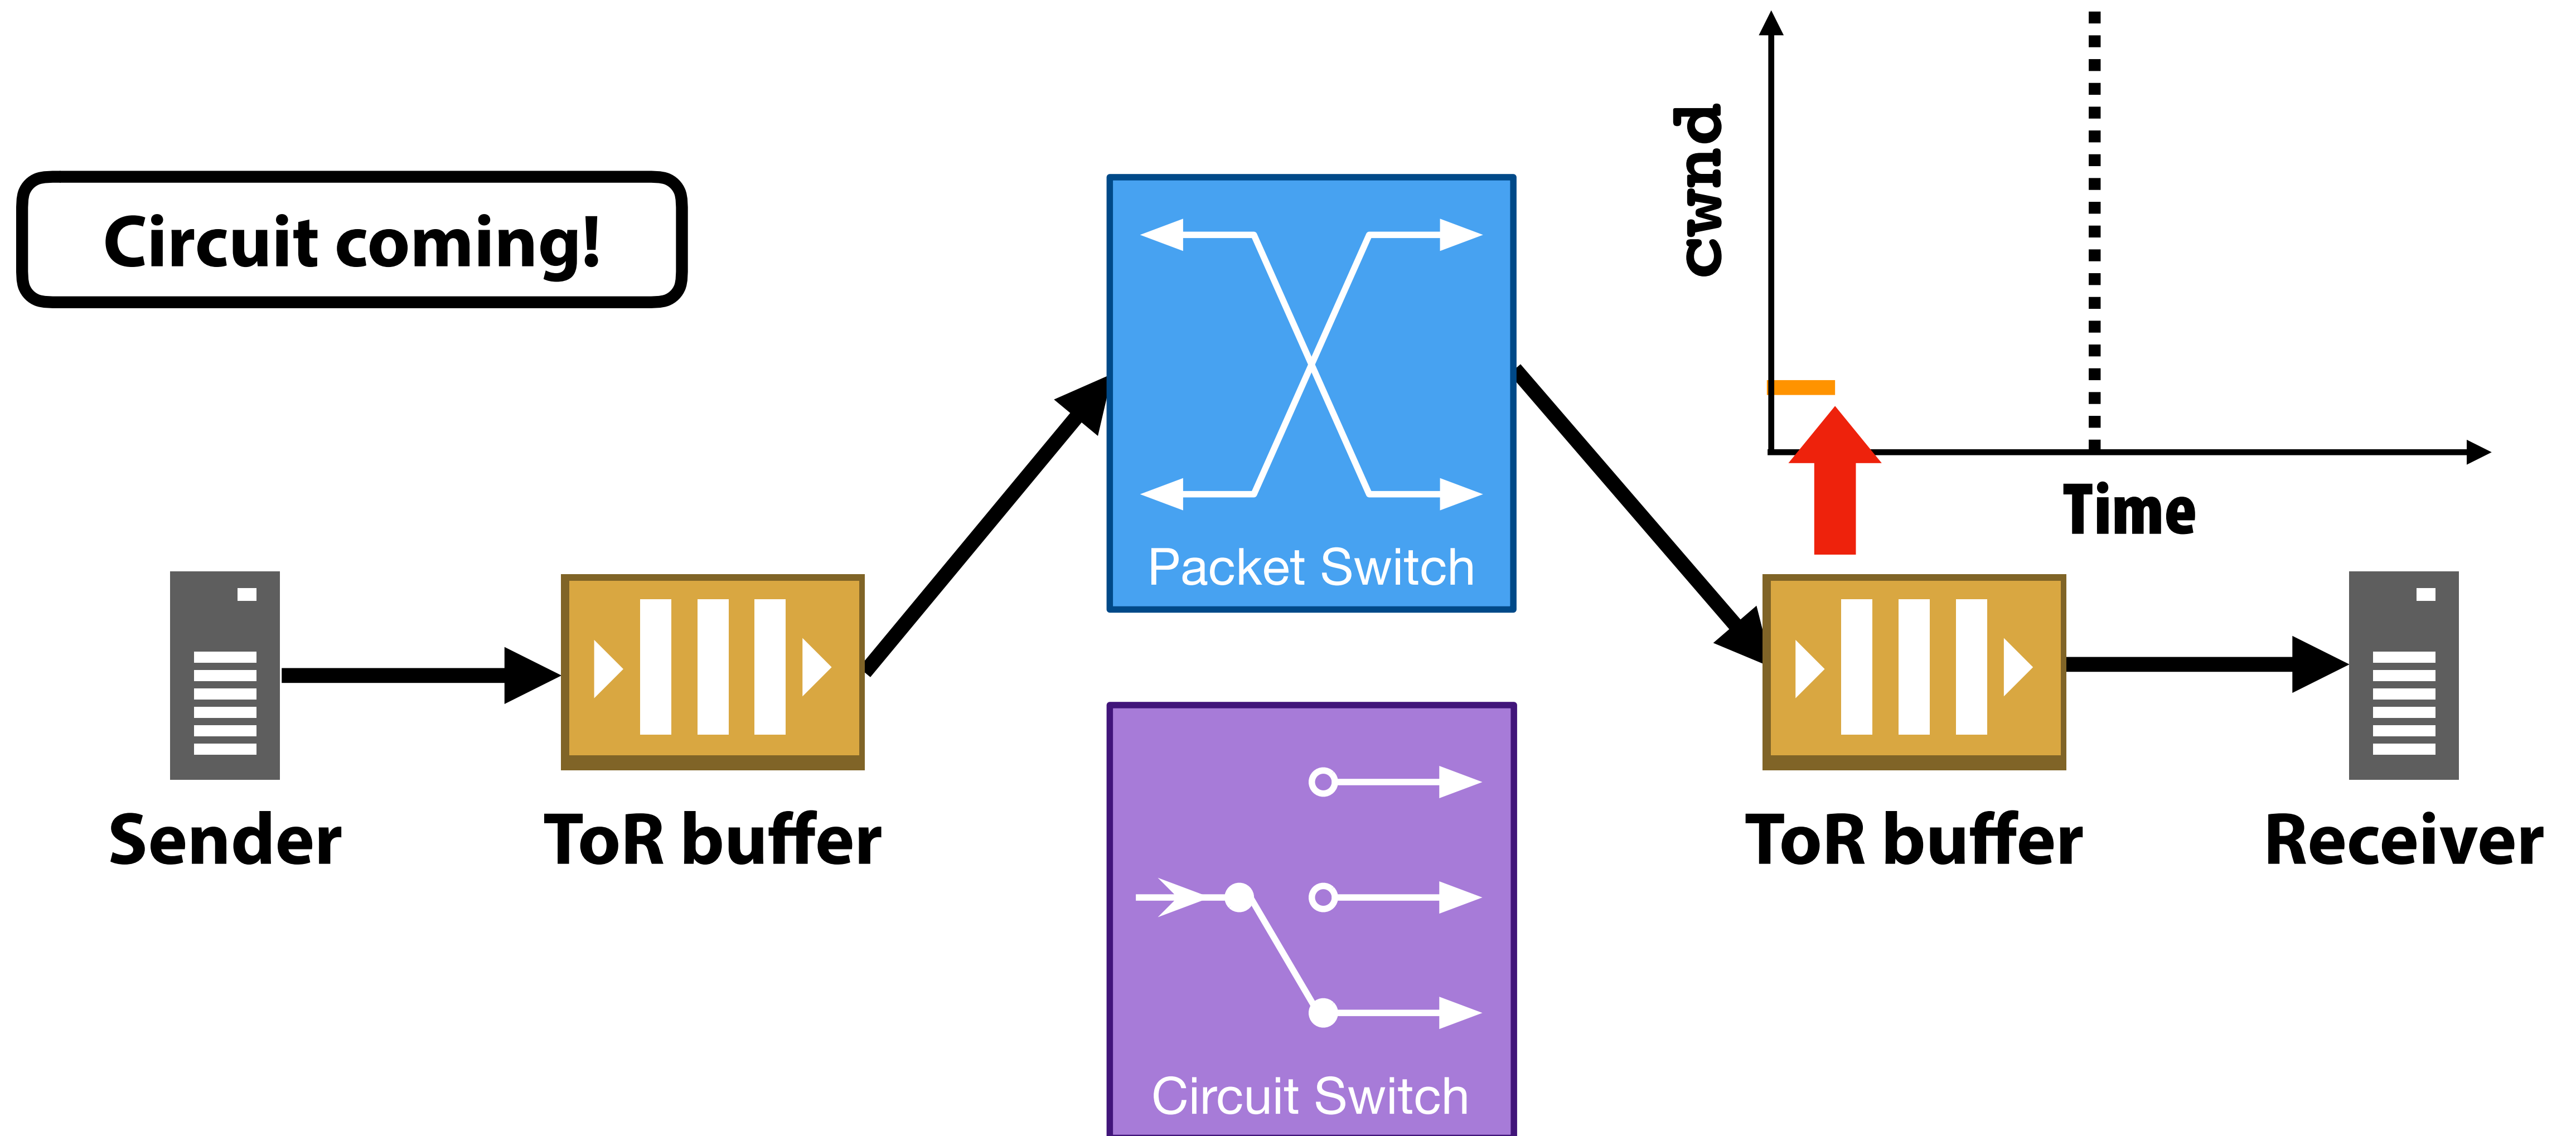 Circuit coming!
cwnd
Time
Packet Switch
Sender
ToR buffer
ToR buffer
Receiver
Circuit Switch